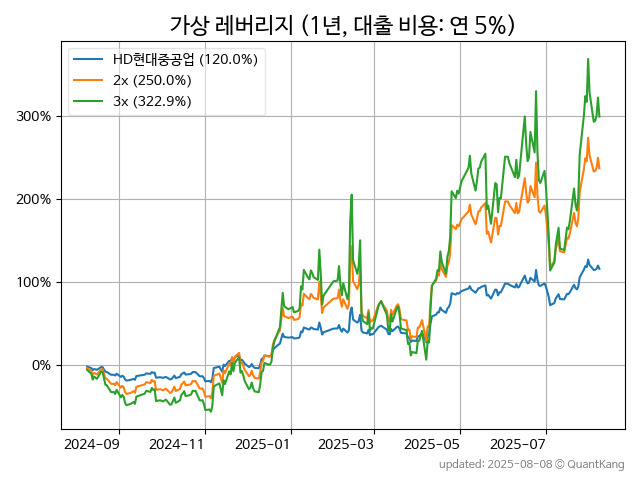 가상 레버리지 (1년, 대출 비용: 연 5%)
HD현대중공업 (120.0%)
2x (250.0%)
3x (322.9%)
300%
200%
100%
0%
2024-09 2024-11 2025-01 2025-03 2025-05 2025-07
updated: 2025-08-08 © QuantKang